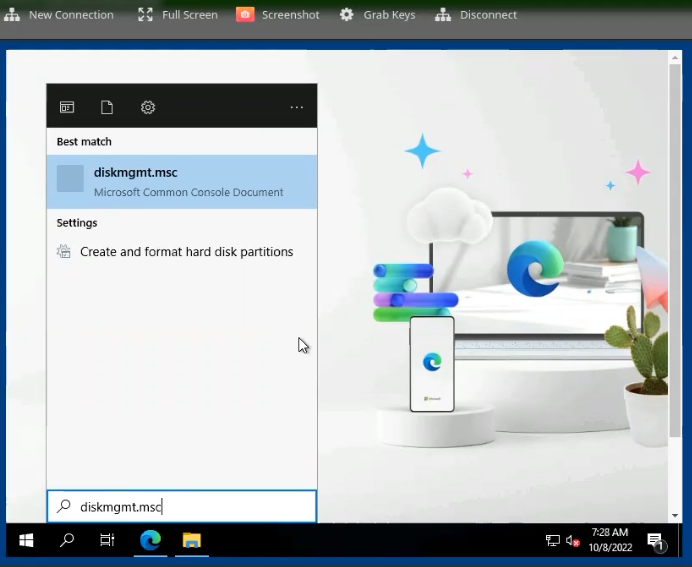 New Connection Full Screen Screenshot Grab Keys Disconnect
Best match
diskmgmt.msc
Microsoft Common Console Document
Settings
Create and format hard disk partitions
diskmgmt.msc
7:28 AM
10/8/2022
1